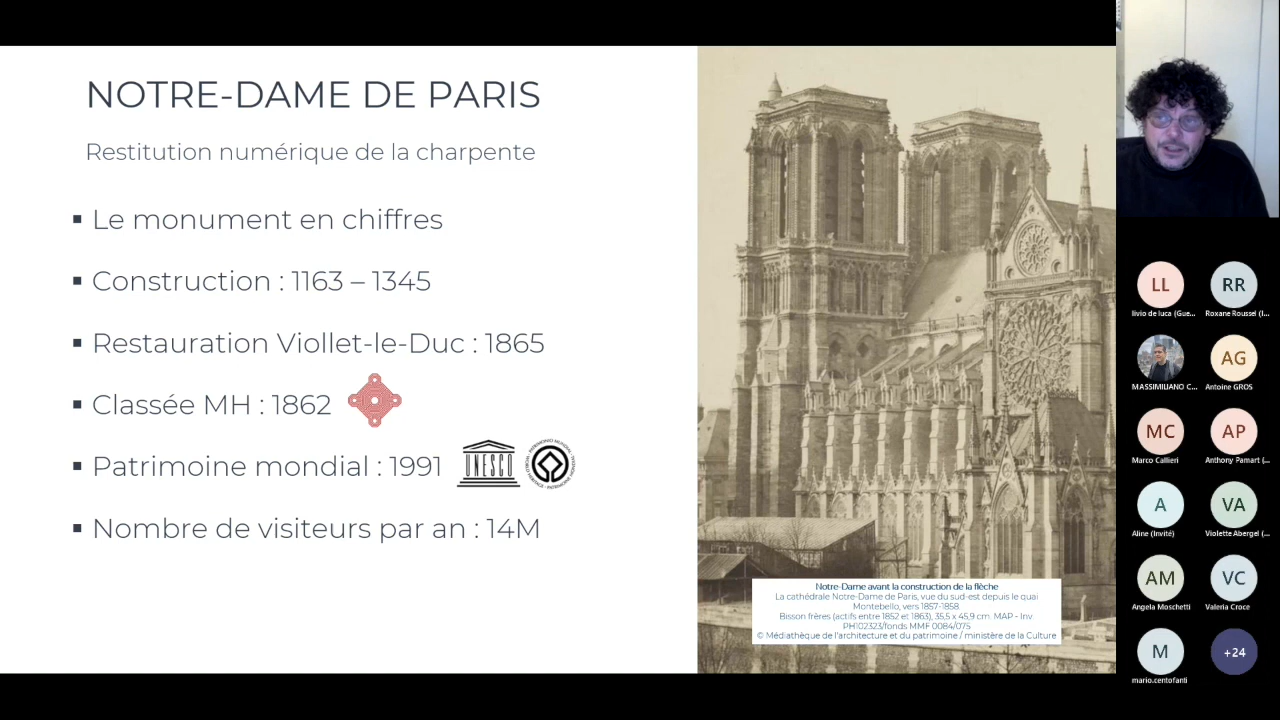 NOTRE-DAME DE PARIS
Restitution numérique de la charpente
▪ Le monument en chiffres
▪ Construction : 1163 – 1345
▪ Restauration Viollet-le-Duc : 1865
▪ Classée MH : 1862
▪ Patrimoine mondial : 1991
UNESCO
▪ Nombre de visiteurs par an : 14M
Notre-Dame avant la construction de la flèche
La cathédrale Notre-Dame de Paris, vue du sud-est depuis le quai
Montebello, vers 1857-1858.
Bisson frères (actifs entre 1852 et 1863), 35,5 x 45,9 cm. MAP - Inv
PH102323/fonds MMF 0084/075
© Médiathèque de l'architecture et du patrimoine / ministère de la Culture
LL
RR
livio de luca (Gue...
Roxane Roussel (I...
AG
MASSIMILIANO C...
Antoine GROS
MC
AP
Marco Callieri
Anthony Pamart (...
A
VA
Aline (Invité)
Violette Abergel (...
AM
VC
Angela Moschetti
Valeria Croce
M
+24
mario.centofanti